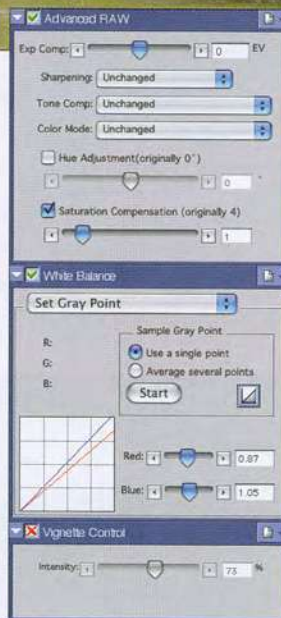 Advanced RAW
Exp Comp: 0 EV
Sharpening: Unchanged
Tone Comp: Unchanged
Color Mode: Unchanged
Hue Adjustment(originally 0°)
0 °
Saturation Compensation (originally 4)
1
White Balance
Set Gray Point
Sample Gray Point
R:
Use a single point
G:
Average several points
B:
Start
Red: 0.87
Blue: 1.05
Vignette Control
Intensity: 73 %